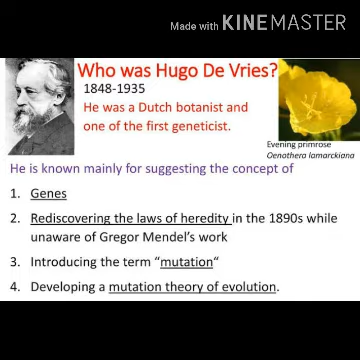 Made with KINEMASTER
Who was Hugo De Vries?
1848-1935
He was a Dutch botanist and
one of the first geneticist.
Evening primrose
Oenothera lamarckiana
He is known mainly for suggesting the concept of
1. Genes
2. Rediscovering the laws of heredity in the 1890s while
unaware of Gregor Mendel's work
3. Introducing the term "mutation"
4. Developing a mutation theory of evolution.